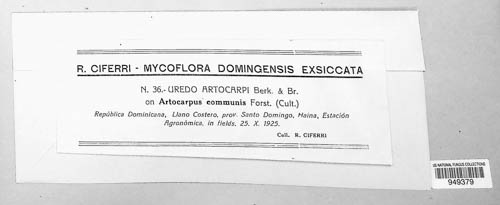 R. CIFERRI - MYCOFLORA DOMINGENSIS EXSICCATA
N. 36.- UREDO ARTOCARPI Berk. & Br.
on Artocarpus communis Forst. (Cult.)
República Dominicana, Llano Costero, prov. Santo Domingo, Haina, Estación
Agronómica, in fields, 25. X. 1925.
Coll. R. CIFERRI
US NATIONAL FUNGUS COLLECTIONS
949379